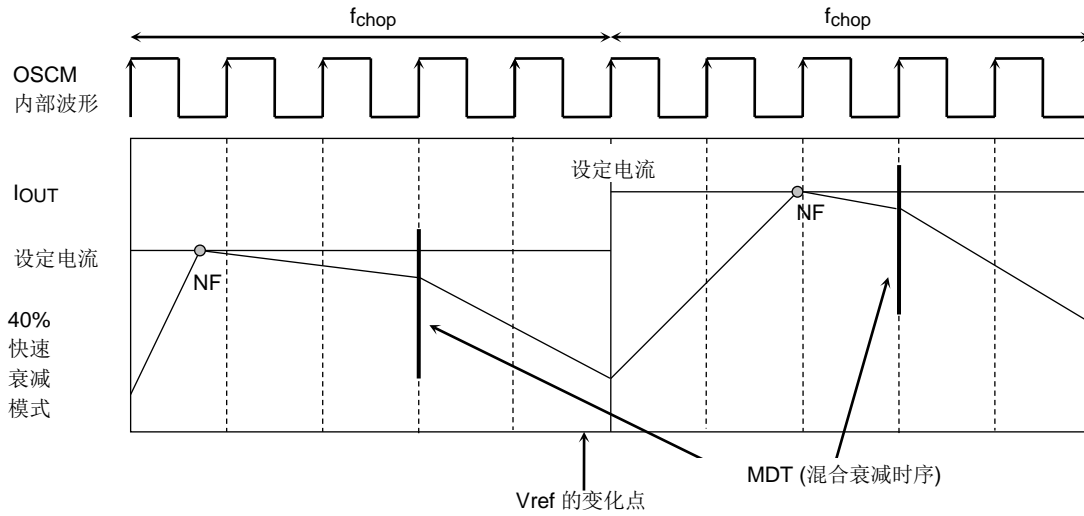 fchop
fchop
OSCM
内部波形
设定电流
IOUT
NF
设定电流
NF
40%
快速
衰减
模式
MDT (混合衰减时序)
Vref 的变化点